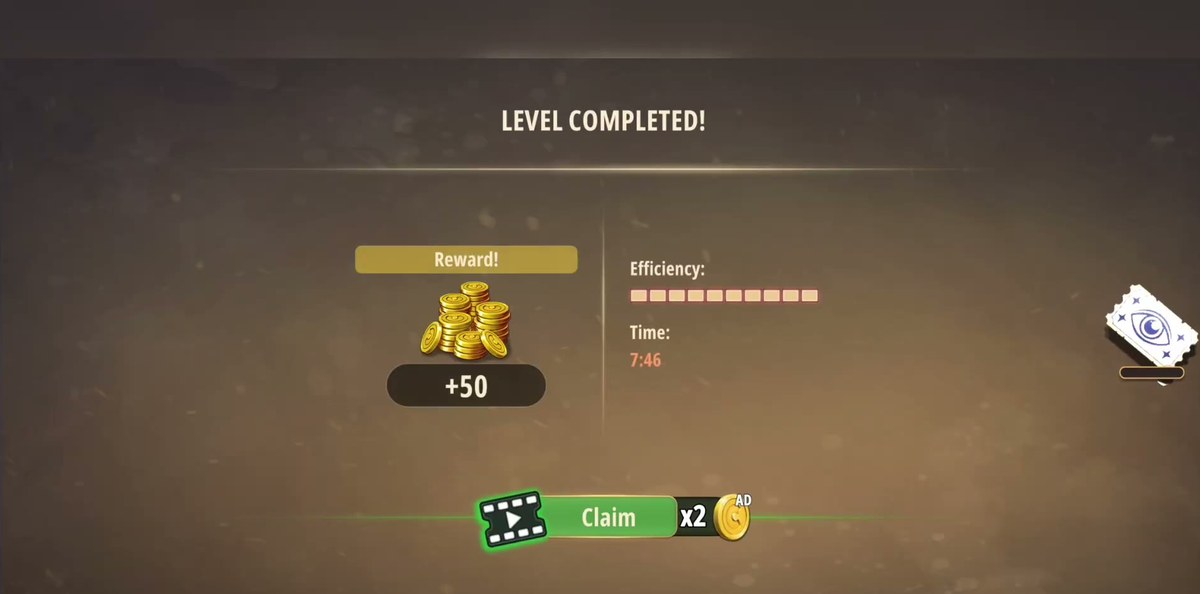 LEVEL COMPLETED!
Reward!
+50
Efficiency:
Time:
7:46
Claim
x2
AD